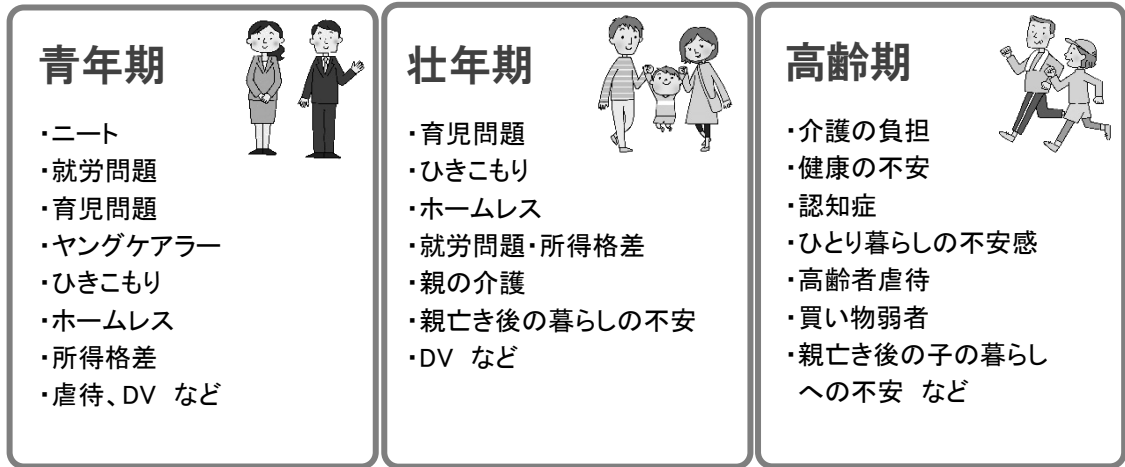 青年期
・ニート
・就労問題
・育児問題
・ヤングケアラー
・ひきこもり
・ホームレス
・所得格差
・虐待、DV など
壮年期
・育児問題
・ひきこもり
・ホームレス
・就労問題・所得格差
・親の介護
・親亡き後の暮らしの不安
・DV など
高齢期
・介護の負担
・健康の不安
・認知症
・ひとり暮らしの不安感
・高齢者虐待
・買い物弱者
・親亡き後の子の暮らし
への不安 など